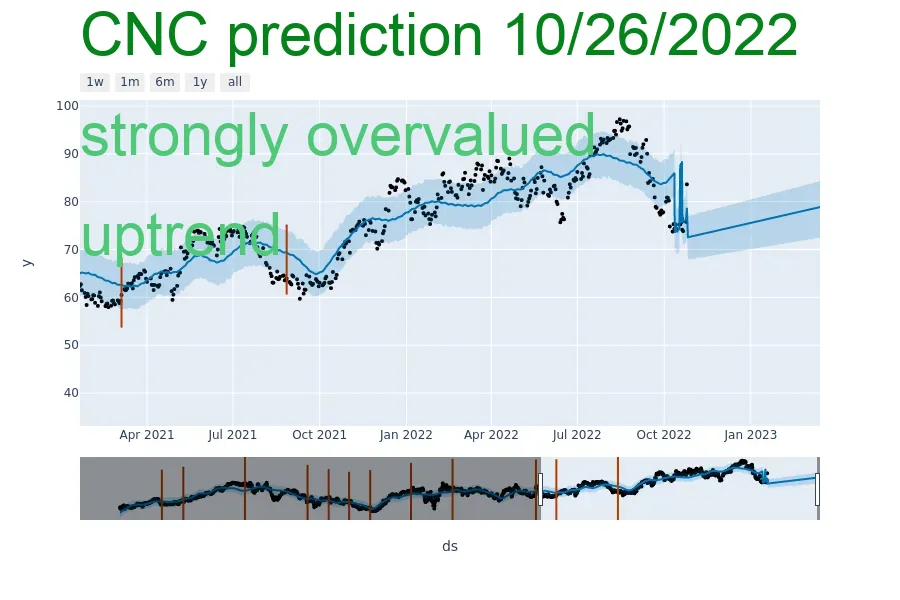 CNC prediction 10/26/2022
1w 1m 6m 1y all
strongly overvalued
uptrend
100
90
80
70
60
50
40
y
Apr 2021 Jul 2021 Oct 2021 Jan 2022 Apr 2022 Jul 2022 Oct 2022 Jan 2023
ds